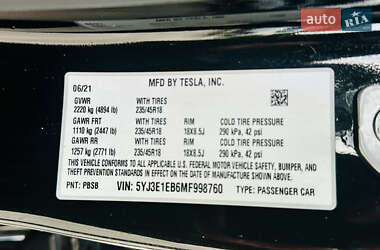 auto RIA
MFD BY TESLA, INC.
06/21
GVWR WITH TIRES
2220 kg (4894 lb) 235/45R18
GAWR FRT WITH TIRES RIM COLD TIRE PRESSURE
1110 kg (2447 lb) 235/45R18 18X8.5J 290 kPa, 42 psi
GAWR RR WITH TIRES RIM COLD TIRE PRESSURE
1257 kg (2771 lb) 235/45R18 18X8.5J 290 kPa, 42 psi
THIS VEHICLE CONFORMS TO ALL APPLICABLE U.S. FEDERAL MOTOR VEHICLE SAFETY, BUMPER, AND
THEFT PREVENTION STANDARDS IN EFFECT ON THE DATE OF MANUFACTURE SHOWN ABOVE.
PNT: PBSB VIN: 5YJ3E1EB6MF998760 TYPE: PASSENGER CAR